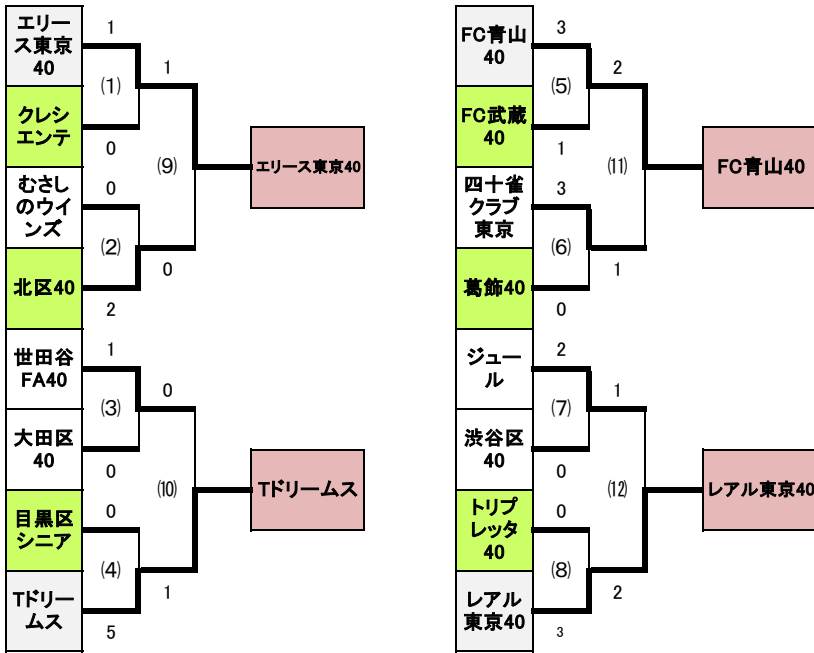 エリー
ス東京
40
1
(1)
1
クレシ
エンテ
0
(9)
エリース東京40
むさし
のウイ
ンズ
0
(2)
0
北区40
2
世田谷
FA40
1
(3)
0
大田区
40
0
(10)
Tドリームス
目黒区
シニア
0
(4)
1
Tドリー
ムス
5
FC青山
40
3
(5)
2
FC武蔵
40
1
(11)
FC青山40
四十雀
クラブ
東京
3
(6)
1
葛飾40
0
ジュー
ル
2
(7)
1
渋谷区
40
0
(12)
レアル東京40
トリプ
レッタ
40
0
(8)
2
レアル
東京40
3